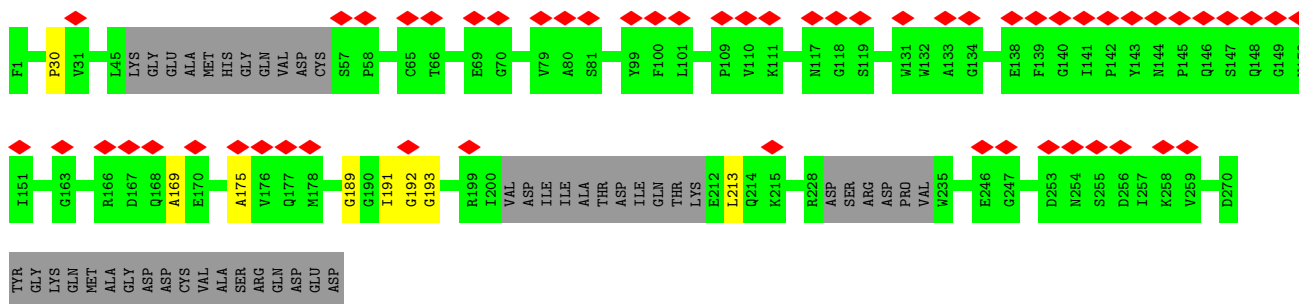 F1 P30 V31 L45 LYS GLY GLU ALA MET HIS GLY GLN VAL ASP CYS S57 P58 C65 T66 E69 G70 V79 A80 S81 Y99 F100 L101 P109 V110 K111 N117 G118 S119 W131 W132 A133 G134 E138 F139 G140 I141 P142 Y143 N144 P145 Q146 S147 Q148 G149
I151 G163 R166 D167 Q168 A169 E170 A175 V176 Q177 M178 G189 G190 I191 G192 G193 R199 I200 VAL ASP ILE ILE ALA THR ASP ILE GLN THR LYS E212 L213 Q214 K215 R228 ASP SER ARG ASP PRO VAL W235 E246 G247 D253 N254 S255 D256 I257 K258 V259 D270
TYR GLY LYS GLN MET ALA GLY ASP ASP CYS VAL ALA SER ARG GLN ASP GLU ASP